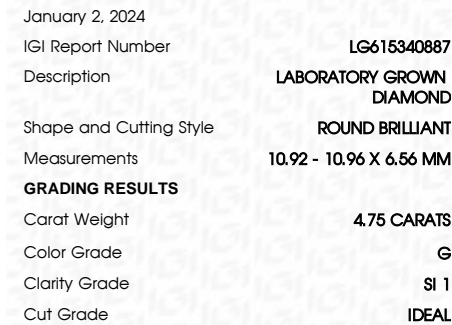 January 2, 2024
IGI Report Number LG615340887
Description LABORATORY GROWN
DIAMOND
Shape and Cutting Style ROUND BRILLIANT
Measurements 10.92 - 10.96 X 6.56 MM
GRADING RESULTS
Carat Weight 4.75 CARATS
Color Grade G
Clarity Grade SI 1
Cut Grade IDEAL